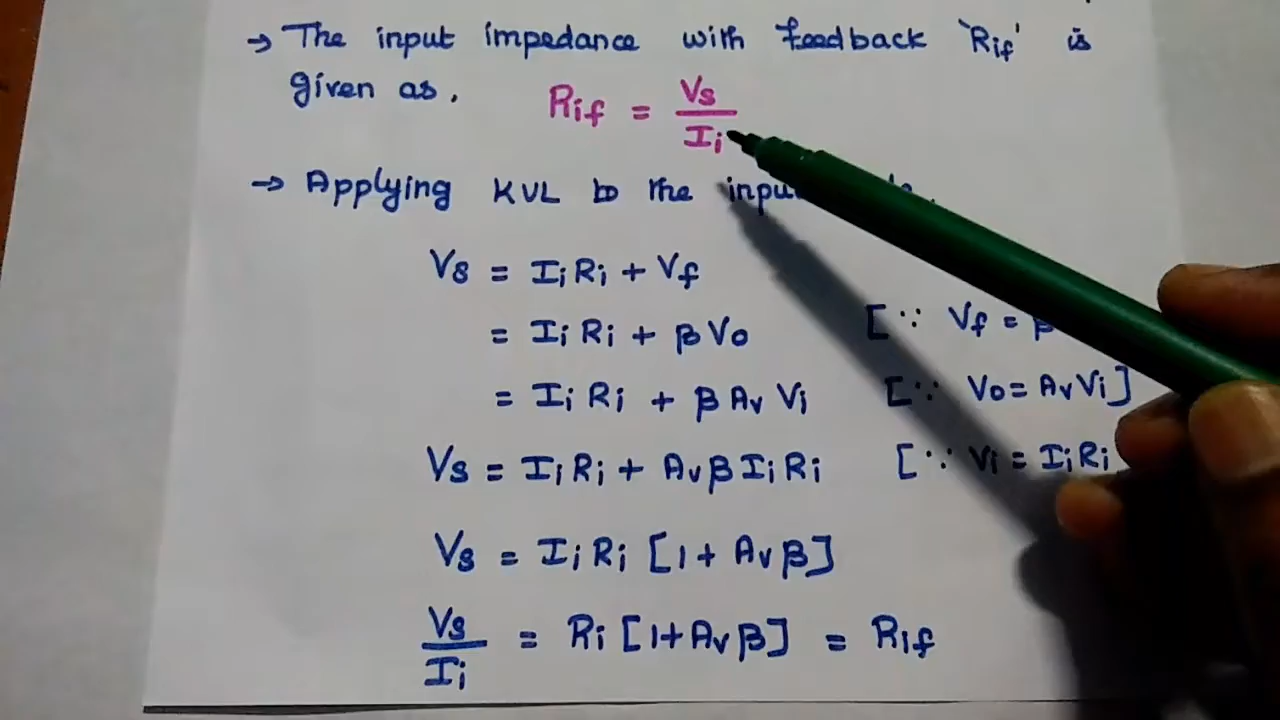 → The input impedance with feedback 'Rif' is
given as.
Rif = Vs / Ii
→ Applying KVL to the
Vs = Ii Ri + Vf
= Ii Ri + β Vo [∵ Vf = β
= Ii Ri + β Av Vi [∵ Vo = Av Vi]
Vs = Ii Ri + Av β Ii Ri [∵ Vi = Ii Ri
Vs = Ii Ri [1 + Av β]
Vs / Ii = Ri [1 + Av β] = Rif